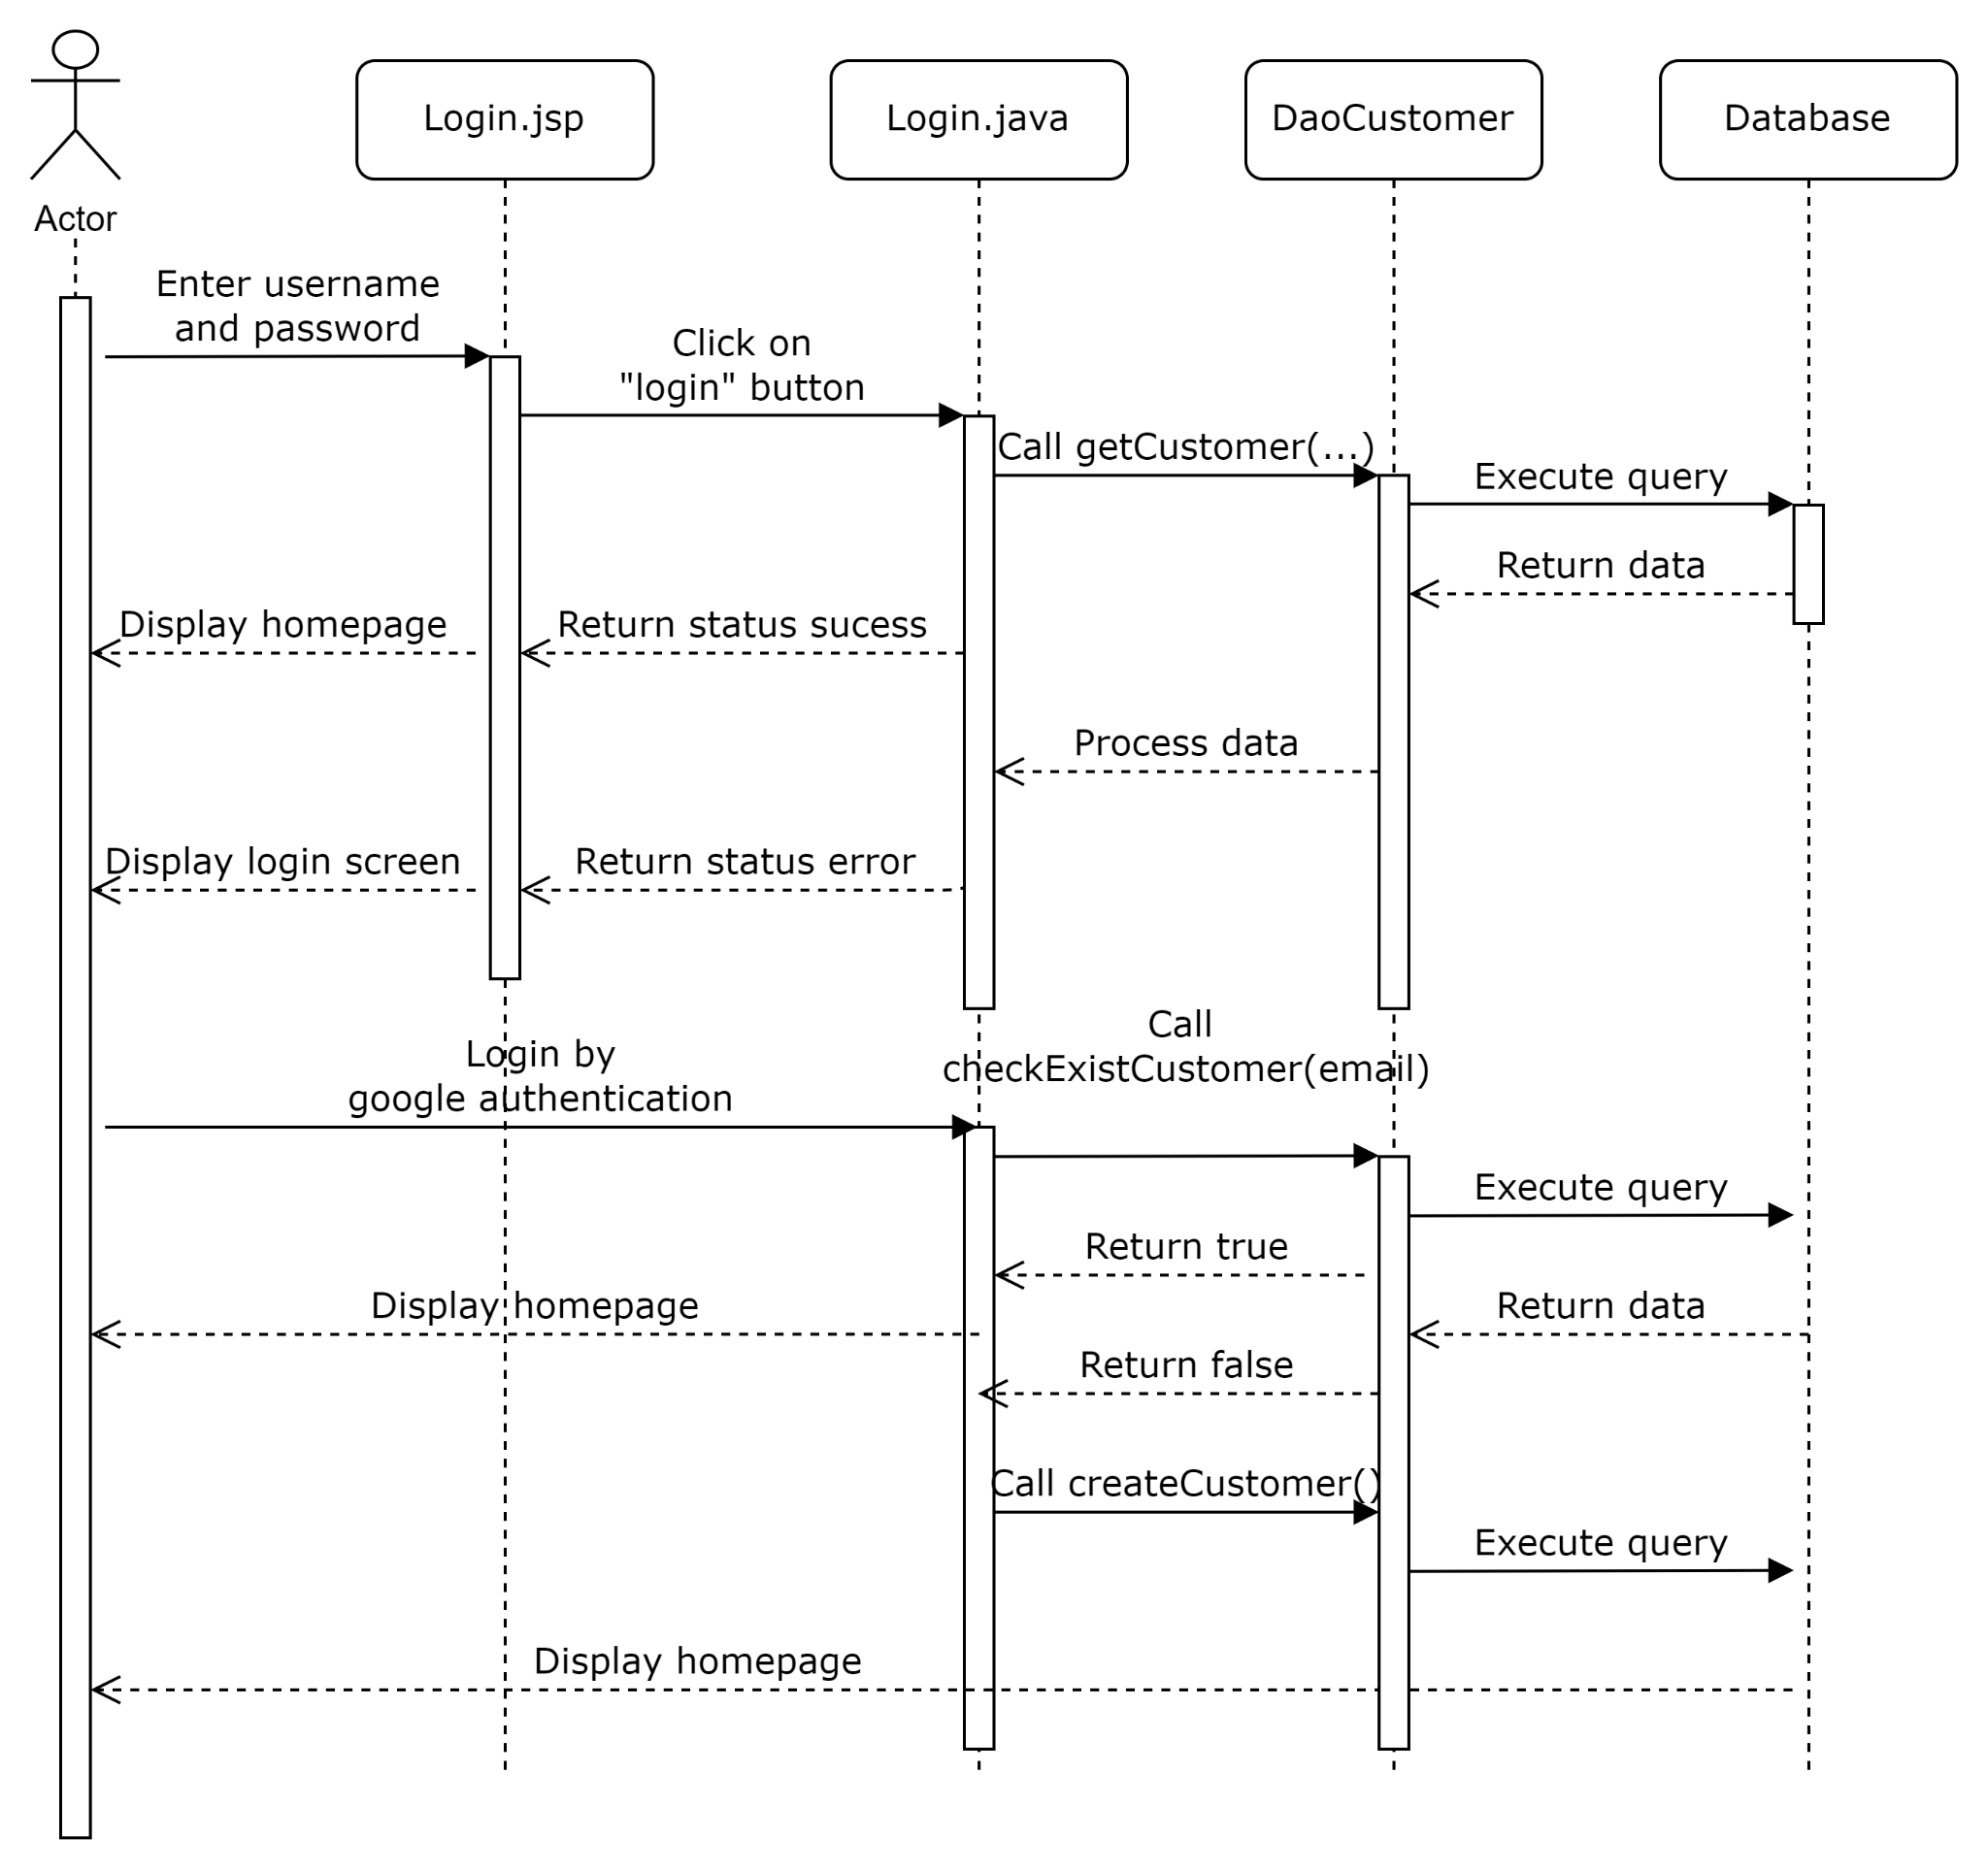 Login.jsp
Login.java
DaoCustomer
Database
Actor
Enter username
and password
Click on
"login" button
Call getCustomer(...)
Execute query
Return data
Display homepage
Return status sucess
Process data
Display login screen
Return status error
Call
checkExistCustomer(email)
Login by
google authentication
Execute query
Return true
Display homepage
Return data
Return false
Call createCustomer()
Execute query
Display homepage